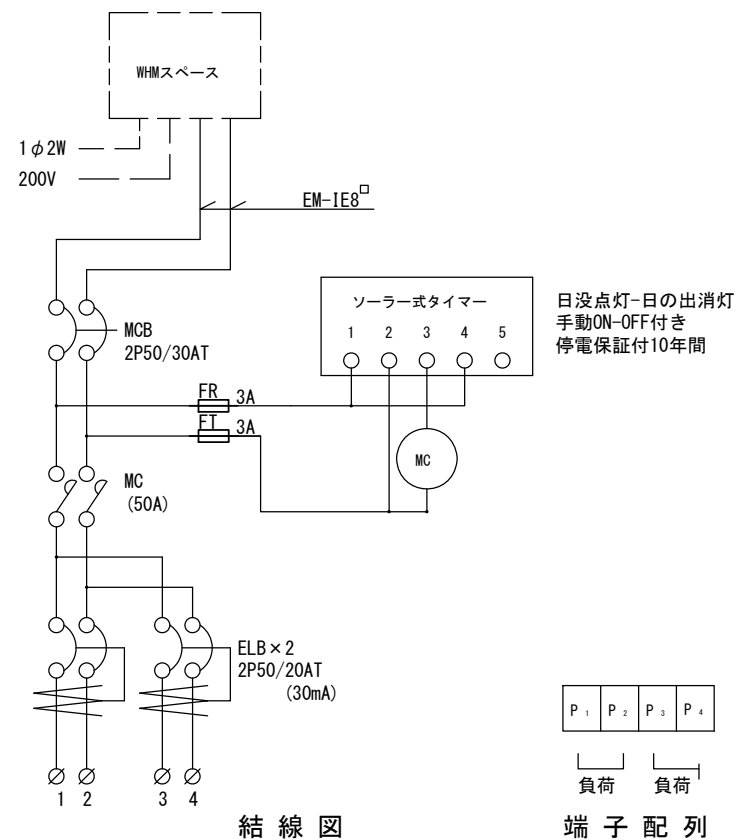 WHMスペース
1φ2W
200V
EM-IE8□
ソーラー式タイマー
1 2 3 4 5
日没点灯-日の出消灯
手動ON-OFF付き
停電保証付10年間
MCB
2P50/30AT
FR 3A
FT 3A
MC
MC
(50A)
ELB×2
2P50/20AT
(30mA)
P1 P2 P3 P4
負荷 負荷
1 2 3 4
結線図
端子配列